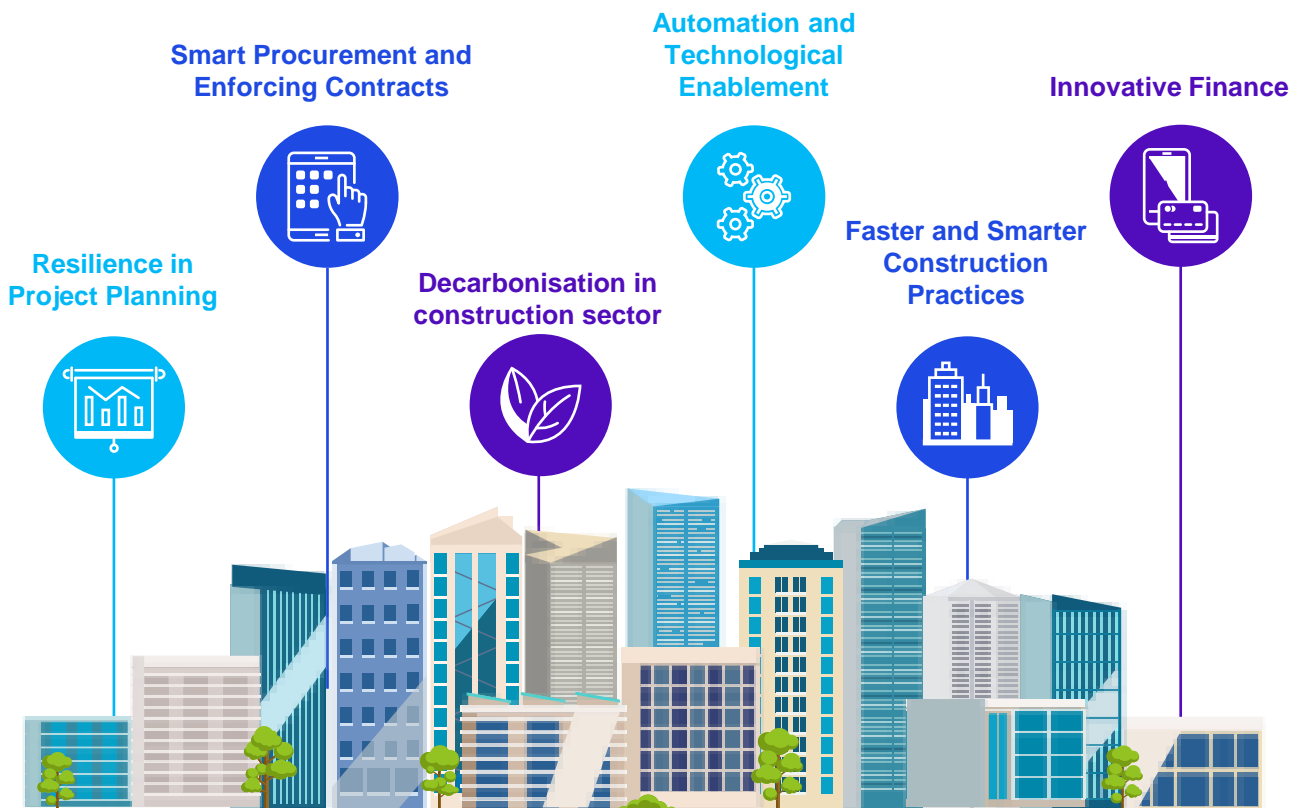 Resilience in
Project Planning
Smart Procurement and
Enforcing Contracts
Decarbonisation in
construction sector
Automation and
Technological
Enablement
Faster and Smarter
Construction
Practices
Innovative Finance